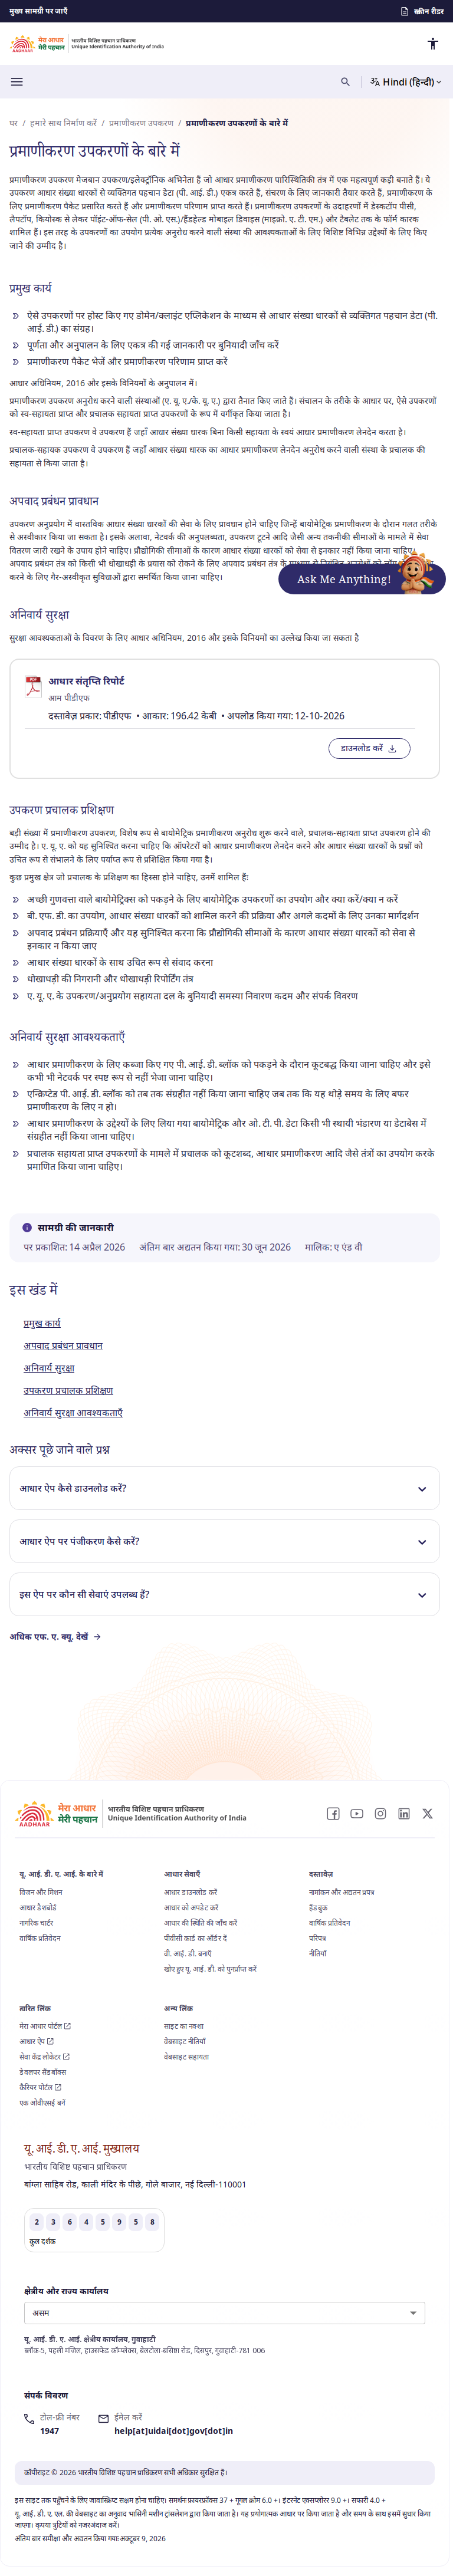 मुख्य सामग्री पर जाएँ
स्क्रीन रीडर
मेरा आधार
मेरी पहचान
AADHAAR
भारतीय विशिष्ट पहचान प्राधिकरण
Unique Identification Authority of India
Hindi (हिन्दी)
घर / हमारे साथ निर्माण करें / प्रमाणीकरण उपकरण / प्रमाणीकरण उपकरणों के बारे में
प्रमाणीकरण उपकरणों के बारे में
प्रमाणीकरण उपकरण मेजबान उपकरण/इलेक्ट्रॉनिक अभिनेता हैं जो आधार प्रमाणीकरण पारिस्थितिकी तंत्र में एक महत्वपूर्ण कड़ी बनाते हैं। ये
उपकरण आधार संख्या धारकों से व्यक्तिगत पहचान डेटा (पी. आई. डी.) एकत्र करते हैं, संचरण के लिए जानकारी तैयार करते हैं, प्रमाणीकरण के
लिए प्रमाणीकरण पैकेट प्रसारित करते हैं और प्रमाणीकरण परिणाम प्राप्त करते हैं। प्रमाणीकरण उपकरणों के उदाहरणों में डेस्कटॉप पीसी,
लैपटॉप, कियोस्क से लेकर पॉइंट-ऑफ-सेल (पी. ओ. एस.)/हैंडहेल्ड मोबाइल डिवाइस (माइक्रो. ए. टी. एम.) और टैबलेट तक के फॉर्म कारक
शामिल हैं। इस तरह के उपकरणों का उपयोग प्रत्येक अनुरोध करने वाली संस्था की आवश्यकताओं के लिए विशिष्ट विभिन्न उद्देश्यों के लिए किए
जाने की उम्मीद है।
प्रमुख कार्य
ऐसे उपकरणों पर होस्ट किए गए डोमेन/क्लाइंट एप्लिकेशन के माध्यम से आधार संख्या धारकों से व्यक्तिगत पहचान डेटा (पी.
आई. डी.) का संग्रह।
पूर्णता और अनुपालन के लिए एकत्र की गई जानकारी पर बुनियादी जाँच करें
प्रमाणीकरण पैकेट भेजें और प्रमाणीकरण परिणाम प्राप्त करें
आधार अधिनियम, 2016 और इसके विनियमों के अनुपालन में।
प्रमाणीकरण उपकरण अनुरोध करने वाली संस्थाओं (ए. यू. ए./के. यू. ए.) द्वारा तैनात किए जाते हैं। संचालन के तरीके के आधार पर, ऐसे उपकरणों
को स्व-सहायता प्राप्त और प्रचालक सहायता प्राप्त उपकरणों के रूप में वर्गीकृत किया जाता है।
स्व-सहायता प्राप्त उपकरण वे उपकरण हैं जहाँ आधार संख्या धारक बिना किसी सहायता के स्वयं आधार प्रमाणीकरण लेनदेन करता है।
प्रचालक-सहायक उपकरण वे उपकरण हैं जहाँ आधार संख्या धारक का आधार प्रमाणीकरण लेनदेन अनुरोध करने वाली संस्था के प्रचालक की
सहायता से किया जाता है।
अपवाद प्रबंधन प्रावधान
उपकरण अनुप्रयोग में वास्तविक आधार संख्या धारकों की सेवा के लिए प्रावधान होने चाहिए जिन्हें बायोमेट्रिक प्रमाणीकरण के दौरान गलत तरीके
से अस्वीकार किया जा सकता है। इसके अलावा, नेटवर्क की अनुपलब्धता, उपकरण टूटने आदि जैसी अन्य तकनीकी सीमाओं के मामले में सेवा
वितरण जारी रखने के उपाय होने चाहिए। प्रौद्योगिकी सीमाओं के कारण आधार संख्या धारकों को सेवा से इनकार नहीं किया जाना चाहिए।
अपवाद प्रबंधन तंत्र को किसी भी धोखाधड़ी के प्रयास को रोकने के लिए अपवाद प्रबंधन तंत्र के
करने के लिए गैर-अस्वीकृत सुविधाओं द्वारा समर्थित किया जाना चाहिए।
Ask Me Anything!
अनिवार्य सुरक्षा
सुरक्षा आवश्यकताओं के विवरण के लिए आधार अधिनियम, 2016 और इसके विनियमों का उल्लेख किया जा सकता है
आधार संतृप्ति रिपोर्ट
आम पीडीएफ
दस्तावेज़ प्रकार: पीडीएफ • आकार: 196.42 केबी • अपलोड किया गया: 12-10-2026
डाउनलोड करें
उपकरण प्रचालक प्रशिक्षण
बड़ी संख्या में प्रमाणीकरण उपकरण, विशेष रूप से बायोमेट्रिक प्रमाणीकरण अनुरोध शुरू करने वाले, प्रचालक-सहायता प्राप्त उपकरण होने की
उम्मीद है। ए. यू. ए. को यह सुनिश्चित करना चाहिए कि ऑपरेटरों को आधार प्रमाणीकरण लेनदेन करने और आधार संख्या धारकों के प्रश्नों को
उचित रूप से संभालने के लिए पर्याप्त रूप से प्रशिक्षित किया गया है।
कुछ प्रमुख क्षेत्र जो प्रचालक के प्रशिक्षण का हिस्सा होने चाहिए, उनमें शामिल हैंः
अच्छी गुणवत्ता वाले बायोमेट्रिक्स को पकड़ने के लिए बायोमेट्रिक उपकरणों का उपयोग और क्या करें/क्या न करें
बी. एफ. डी. का उपयोग, आधार संख्या धारकों को शामिल करने की प्रक्रिया और अगले कदमों के लिए उनका मार्गदर्शन
अपवाद प्रबंधन प्रक्रियाएँ और यह सुनिश्चित करना कि प्रौद्योगिकी सीमाओं के कारण आधार संख्या धारकों को सेवा से
इनकार न किया जाए
आधार संख्या धारकों के साथ उचित रूप से संवाद करना
धोखाधड़ी की निगरानी और धोखाधड़ी रिपोर्टिंग तंत्र
ए. यू. ए. के उपकरण/अनुप्रयोग सहायता दल के बुनियादी समस्या निवारण कदम और संपर्क विवरण
अनिवार्य सुरक्षा आवश्यकताएँ
आधार प्रमाणीकरण के लिए कब्जा किए गए पी. आई. डी. ब्लॉक को पकड़ने के दौरान कूटबद्ध किया जाना चाहिए और इसे
कभी भी नेटवर्क पर स्पष्ट रूप से नहीं भेजा जाना चाहिए।
एन्क्रिप्टेड पी. आई. डी. ब्लॉक को तब तक संग्रहीत नहीं किया जाना चाहिए जब तक कि यह थोड़े समय के लिए बफर
प्रमाणीकरण के लिए न हो।
आधार प्रमाणीकरण के उद्देश्यों के लिए लिया गया बायोमेट्रिक और ओ. टी. पी. डेटा किसी भी स्थायी भंडारण या डेटाबेस में
संग्रहीत नहीं किया जाना चाहिए।
प्रचालक सहायता प्राप्त उपकरणों के मामले में प्रचालक को कूटशब्द, आधार प्रमाणीकरण आदि जैसे तंत्रों का उपयोग करके
प्रमाणित किया जाना चाहिए।
सामग्री की जानकारी
पर प्रकाशित: 14 अप्रैल 2026 अंतिम बार अद्यतन किया गया: 30 जून 2026 मालिक: ए एंड वी
इस खंड में
प्रमुख कार्य
अपवाद प्रबंधन प्रावधान
अनिवार्य सुरक्षा
उपकरण प्रचालक प्रशिक्षण
अनिवार्य सुरक्षा आवश्यकताएँ
अक्सर पूछे जाने वाले प्रश्न
आधार ऐप कैसे डाउनलोड करें?
आधार ऐप पर पंजीकरण कैसे करें?
इस ऐप पर कौन सी सेवाएं उपलब्ध हैं?
अधिक एफ. ए. क्यू. देखें
मेरा आधार
मेरी पहचान
AADHAAR
भारतीय विशिष्ट पहचान प्राधिकरण
Unique Identification Authority of India
यू. आई. डी. ए. आई. के बारे में
विजन और मिशन
आधार डैशबोर्ड
नागरिक चार्टर
वार्षिक प्रतिवेदन
आधार सेवाएँ
आधार डाउनलोड करें
आधार को अपडेट करें
आधार की स्थिति की जाँच करें
पीवीसी कार्ड का ऑर्डर दें
वी. आई. डी. बनाएँ
खोए हुए यू. आई. डी. को पुनर्प्राप्त करें
दस्तावेज़
नामांकन और अद्यतन प्रपत्र
हैंडबुक
वार्षिक प्रतिवेदन
परिपत्र
नीतियाँ
त्वरित लिंक
मेरा आधार पोर्टल
आधार ऐप
सेवा केंद्र लोकेटर
डेवलपर सैंडबॉक्स
कैरियर पोर्टल
एक ओवीएसई बनें
अन्य लिंक
साइट का नक्शा
वेबसाइट नीतियाँ
वेबसाइट सहायता
यू. आई. डी. ए. आई. मुख्यालय
भारतीय विशिष्ट पहचान प्राधिकरण
बांग्ला साहिब रोड, काली मंदिर के पीछे, गोले बाजार, नई दिल्ली-110001
2 3 6 4 5 9 5 8
कुल दर्शक
क्षेत्रीय और राज्य कार्यालय
असम
यू. आई. डी. ए. आई. क्षेत्रीय कार्यालय, गुवाहाटी
ब्लॉक-5, पहली मंजिल, हाउसफेड कॉम्प्लेक्स, बेलटोला-बसिष्ठा रोड, दिसपुर, गुवाहाटी-781 006
संपर्क विवरण
टोल-फ्री नंबर
1947
ईमेल करें
help[at]uidai[dot]gov[dot]in
कॉपीराइट © 2026 भारतीय विशिष्ट पहचान प्राधिकरण सभी अधिकार सुरक्षित हैं।
इस साइट तक पहुँचने के लिए जावास्क्रिप्ट सक्षम होना चाहिए। समर्थन फ़ायरफ़ॉक्स 37 + गूगल क्रोम 6.0 +। इंटरनेट एक्सप्लोरर 9.0 +। सफारी 4.0 +
यू. आई. डी. ए. एल. की वेबसाइट का अनुवाद भाषिनी मशीन ट्रांसलेशन द्वारा किया जाता है। यह प्रयोगात्मक आधार पर किया जाता है और समय के साथ इसमें सुधार किया
जाएगा। कृपया त्रुटियों को नजरअंदाज करें।
अंतिम बार समीक्षा और अद्यतन किया गयाः अक्टूबर 9, 2026